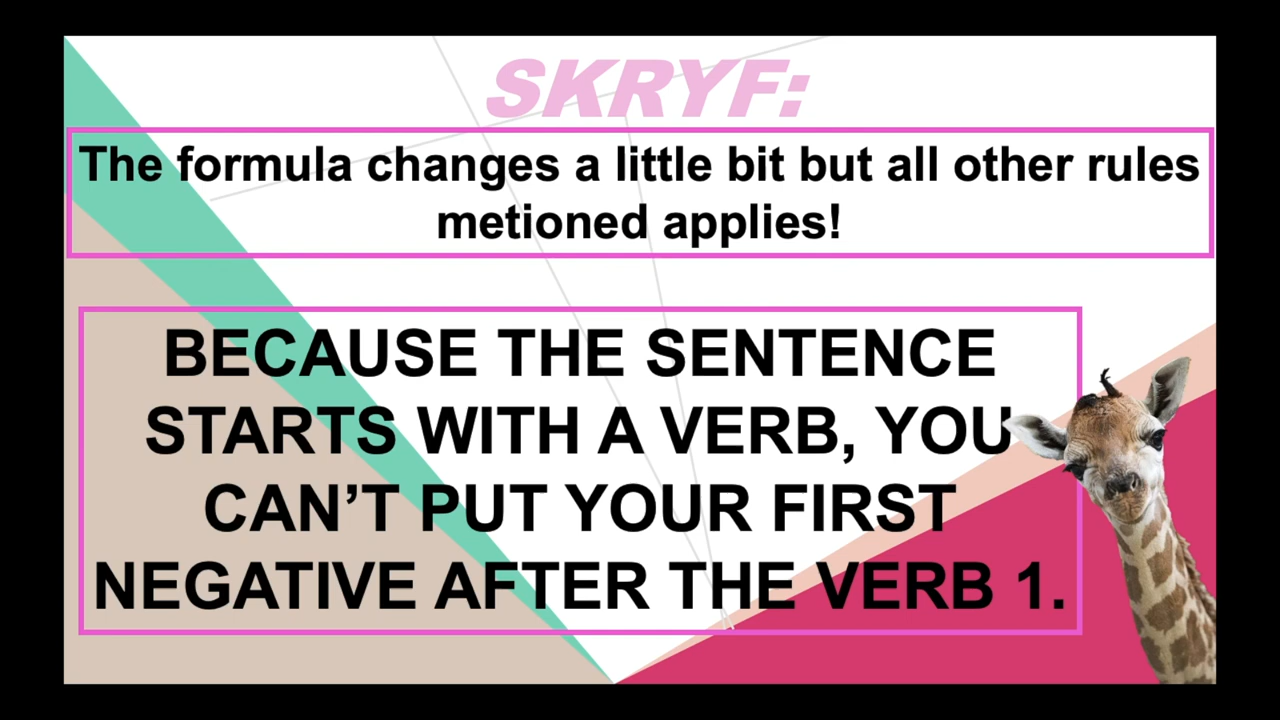 SKRYF:
The formula changes a little bit but all other rules
metioned applies!
BECAUSE THE SENTENCE
STARTS WITH A VERB, YOU
CAN’T PUT YOUR FIRST
NEGATIVE AFTER THE VERB 1.